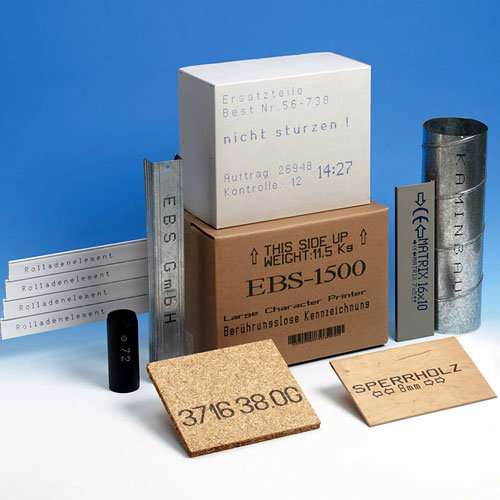 Ersatzteile
Best Nr.56-738
nicht sturzen !
Auftrag 26948
Kontrolle: 12 14:27
THIS SIDE UP
WEIGHT:11,5 Kg
EBS-1500
Large Character Printer
Berührungslose Kennzeichnung
EBS GmbH
Rolladenelement
Rolladenelement
Rolladenelement
Rolladenelement
72
KAMINBAU
MATRIX 16x10
3716 38.0G
SPERRHOLZ
8mm